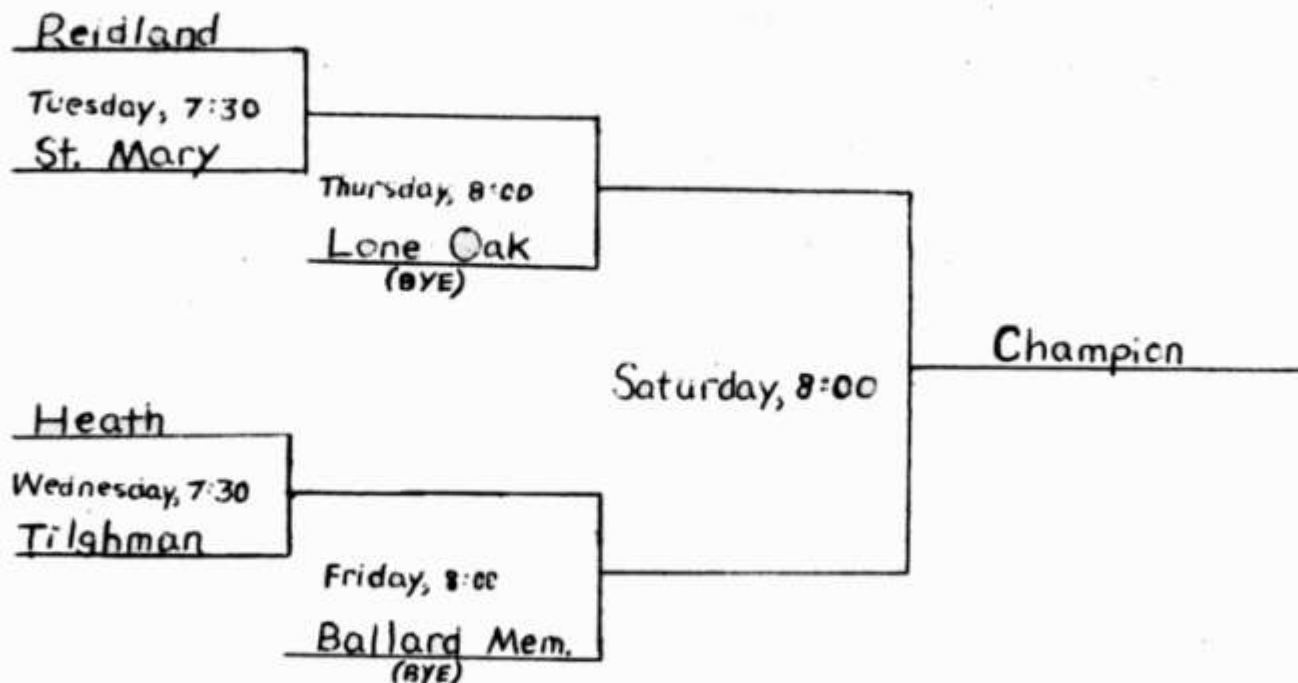 Reidland
Tuesday, 7:30
St. Mary
Thursday, 8:00
Lone Oak
(BYE)
Saturday, 8:00
Champion
Heath
Wednesday, 7:30
Tilghman
Friday, 8:00
Ballard Mem.
(BYE)